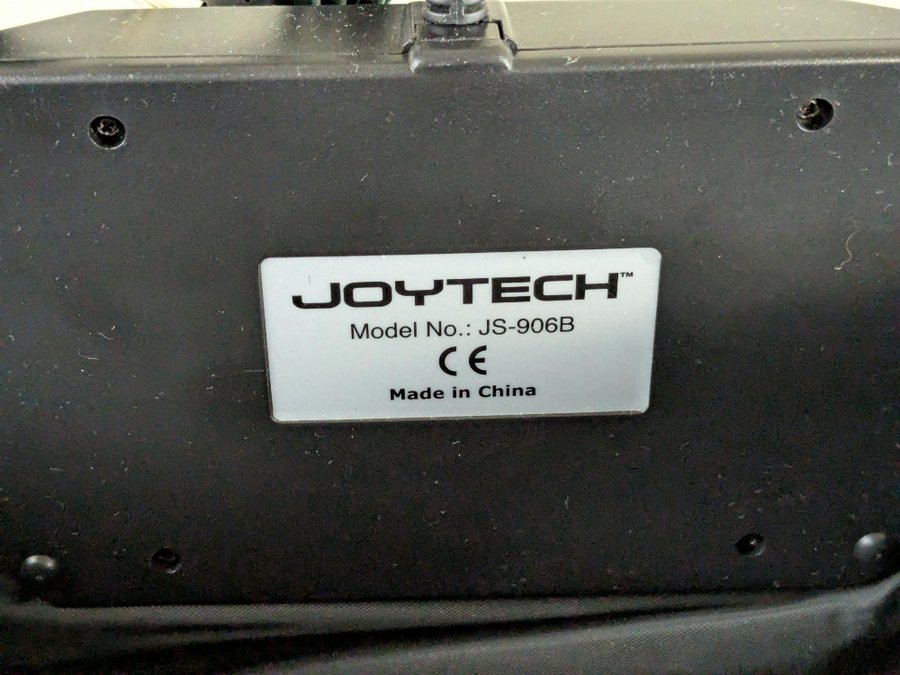 JOYTECH™
Model No.: JS-906B
CE
Made in China